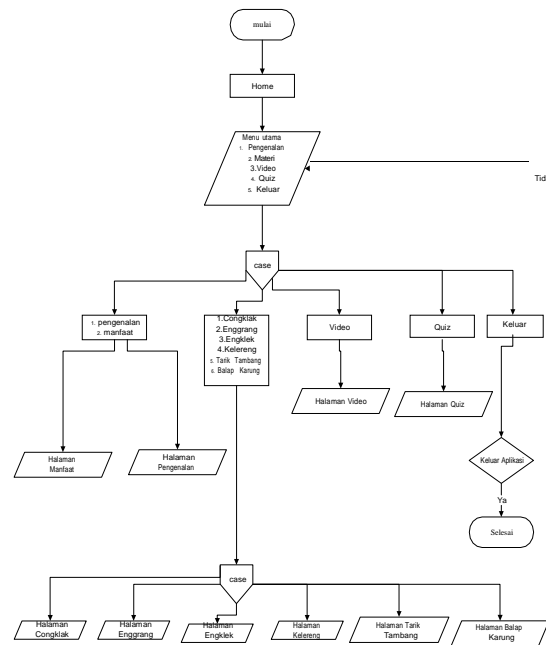 mulai
Home
Menu utama
1. Pengenalan
2. Materi
3.Video
4. Quiz
5. Keluar
Tid
case
1. pengenalan
2. manfaat
1.Congklak
2.Enggrang
3.Engklek
4.Kelereng
5. Tarik Tambang
6. Balap Karung
Video
Quiz
Keluar
Halaman Video
Halaman Quiz
Halaman
Manfaat
Halaman
Pengenalan
Keluar Aplikasi
Ya
Selesai
case
Halaman
Congklak
Halaman
Enggrang
Halaman
Engklek
Halaman
Kelereng
Halaman Tarik
Tambang
Halaman Balap
Karung